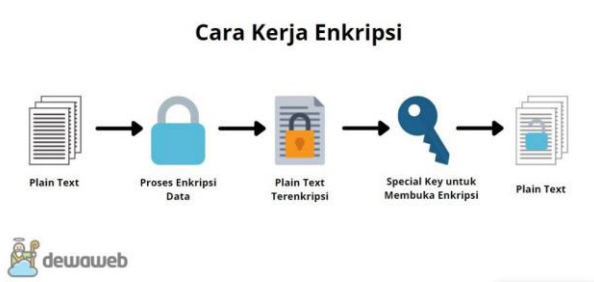 Cara Kerja Enkripsi
Plain Text
Proses Enkripsi
Data
Plain Text
Terenkripsi
Special Key untuk
Membuka Enkripsi
Plain Text
dewaweb